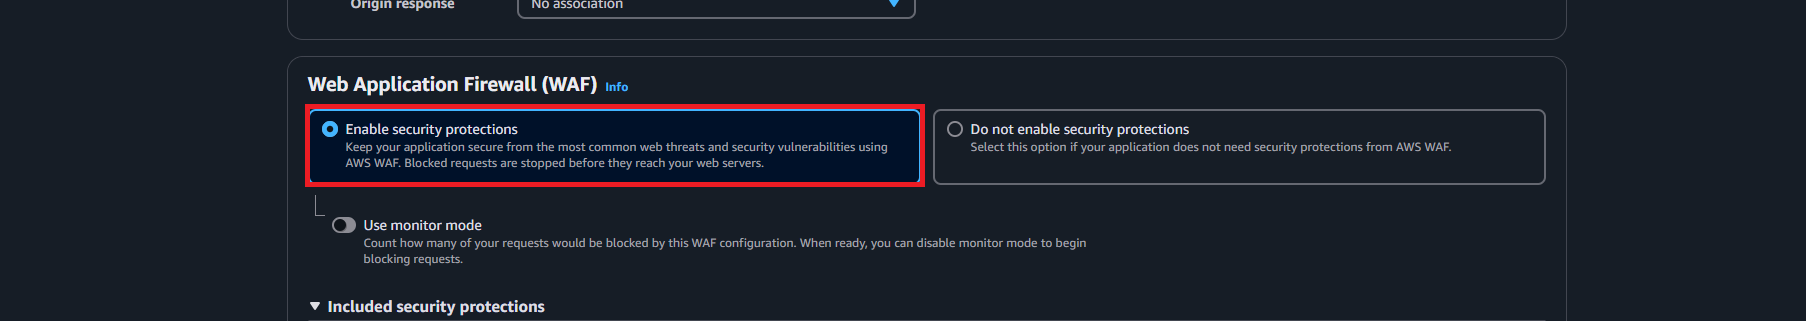 Origin response
No association
Web Application Firewall (WAF) Info
Enable security protections
Keep your application secure from the most common web threats and security vulnerabilities using
AWS WAF. Blocked requests are stopped before they reach your web servers.
Do not enable security protections
Select this option if your application does not need security protections from AWS WAF.
Use monitor mode
Count how many of your requests would be blocked by this WAF configuration. When ready, you can disable monitor mode to begin
blocking requests.
Included security protections